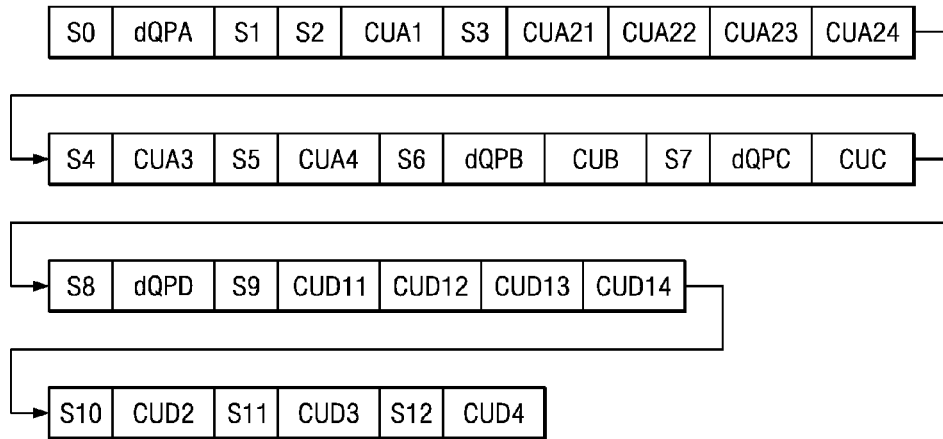 S0 dQPA S1 S2 CUA1 S3 CUA21 CUA22 CUA23 CUA24
S4 CUA3 S5 CUA4 S6 dQPB CUB S7 dQPC CUC
S8 dQPD S9 CUD11 CUD12 CUD13 CUD14
S10 CUD2 S11 CUD3 S12 CUD4